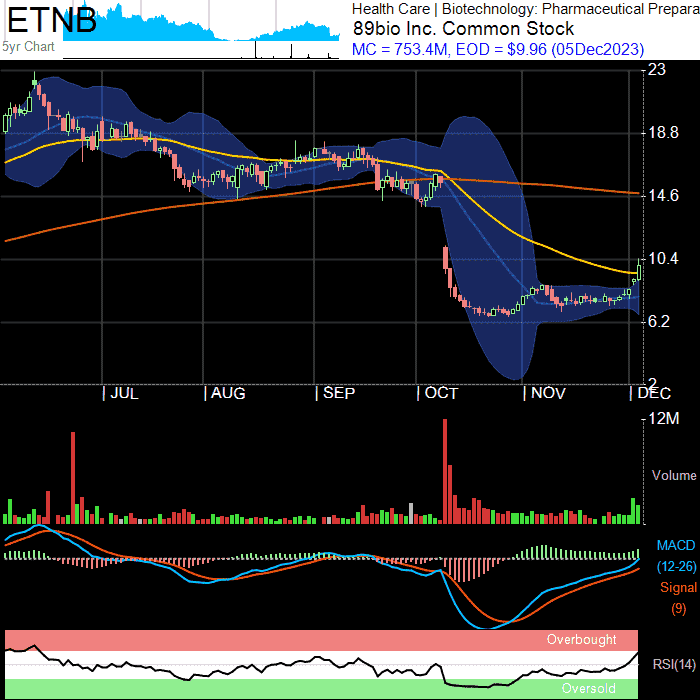 ETNB
5yr Chart
Health Care | Biotechnology: Pharmaceutical Prepara
89bio Inc. Common Stock
MC = 753.4M, EOD = $9.96 (05Dec2023)
23
18.8
14.6
10.4
6.2
2
| JUL
| AUG
| SEP
| OCT
| NOV
| DEC
12M
Volume
MACD
(12-26)
Signal
(9)
Overbought
RSI(14)
Oversold